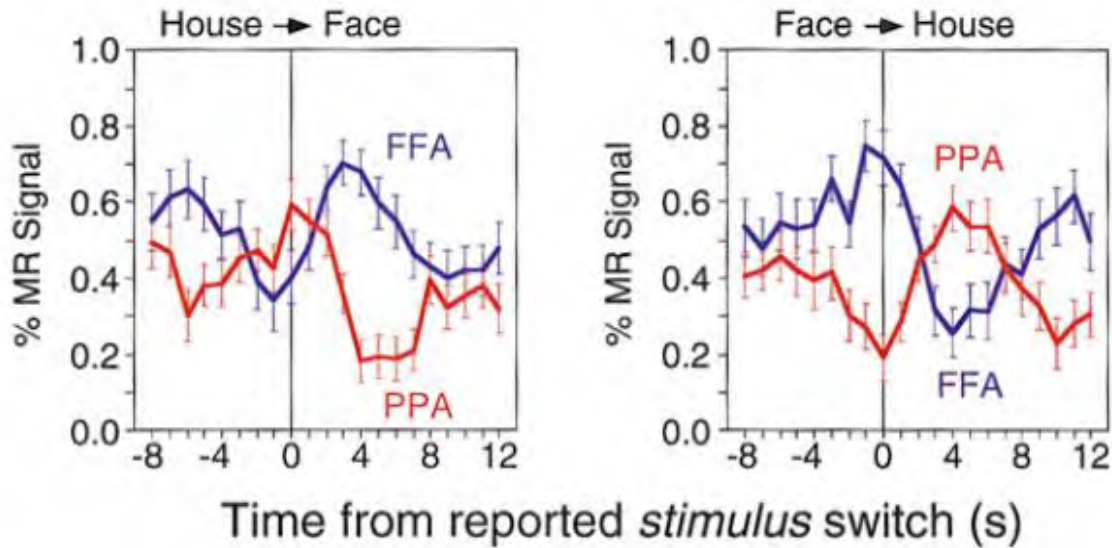 House → Face
Face → House
% MR Signal
1.0
0.8
0.6
0.4
0.2
0.0
FFA
PPA
-8
-4
0
4
8
12
% MR Signal
1.0
0.8
0.6
0.4
0.2
0.0
PPA
FFA
-8
-4
0
4
8
12
Time from reported stimulus switch (s)